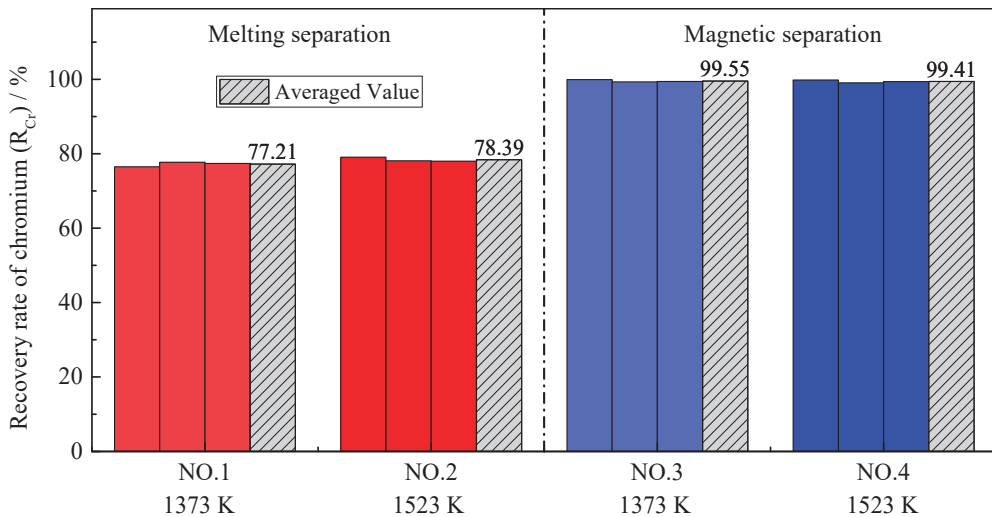 Melting separation
Magnetic separation
Averaged Value
Recovery rate of chromium (R_Cr) / %
100
80
60
40
20
0
77.21
78.39
99.55
99.41
NO.1
NO.2
NO.3
NO.4
1373 K
1523 K
1373 K
1523 K